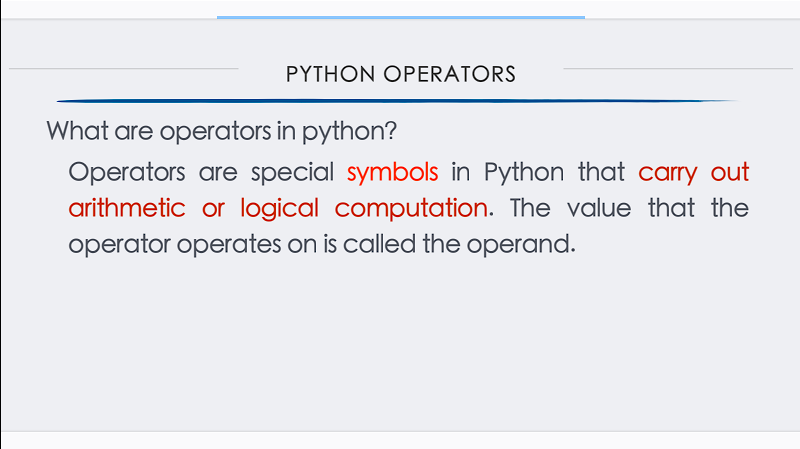 PYTHON OPERATORS
What are operators in python?
Operators are special symbols in Python that carry out
arithmetic or logical computation. The value that the
operator operates on is called the operand.